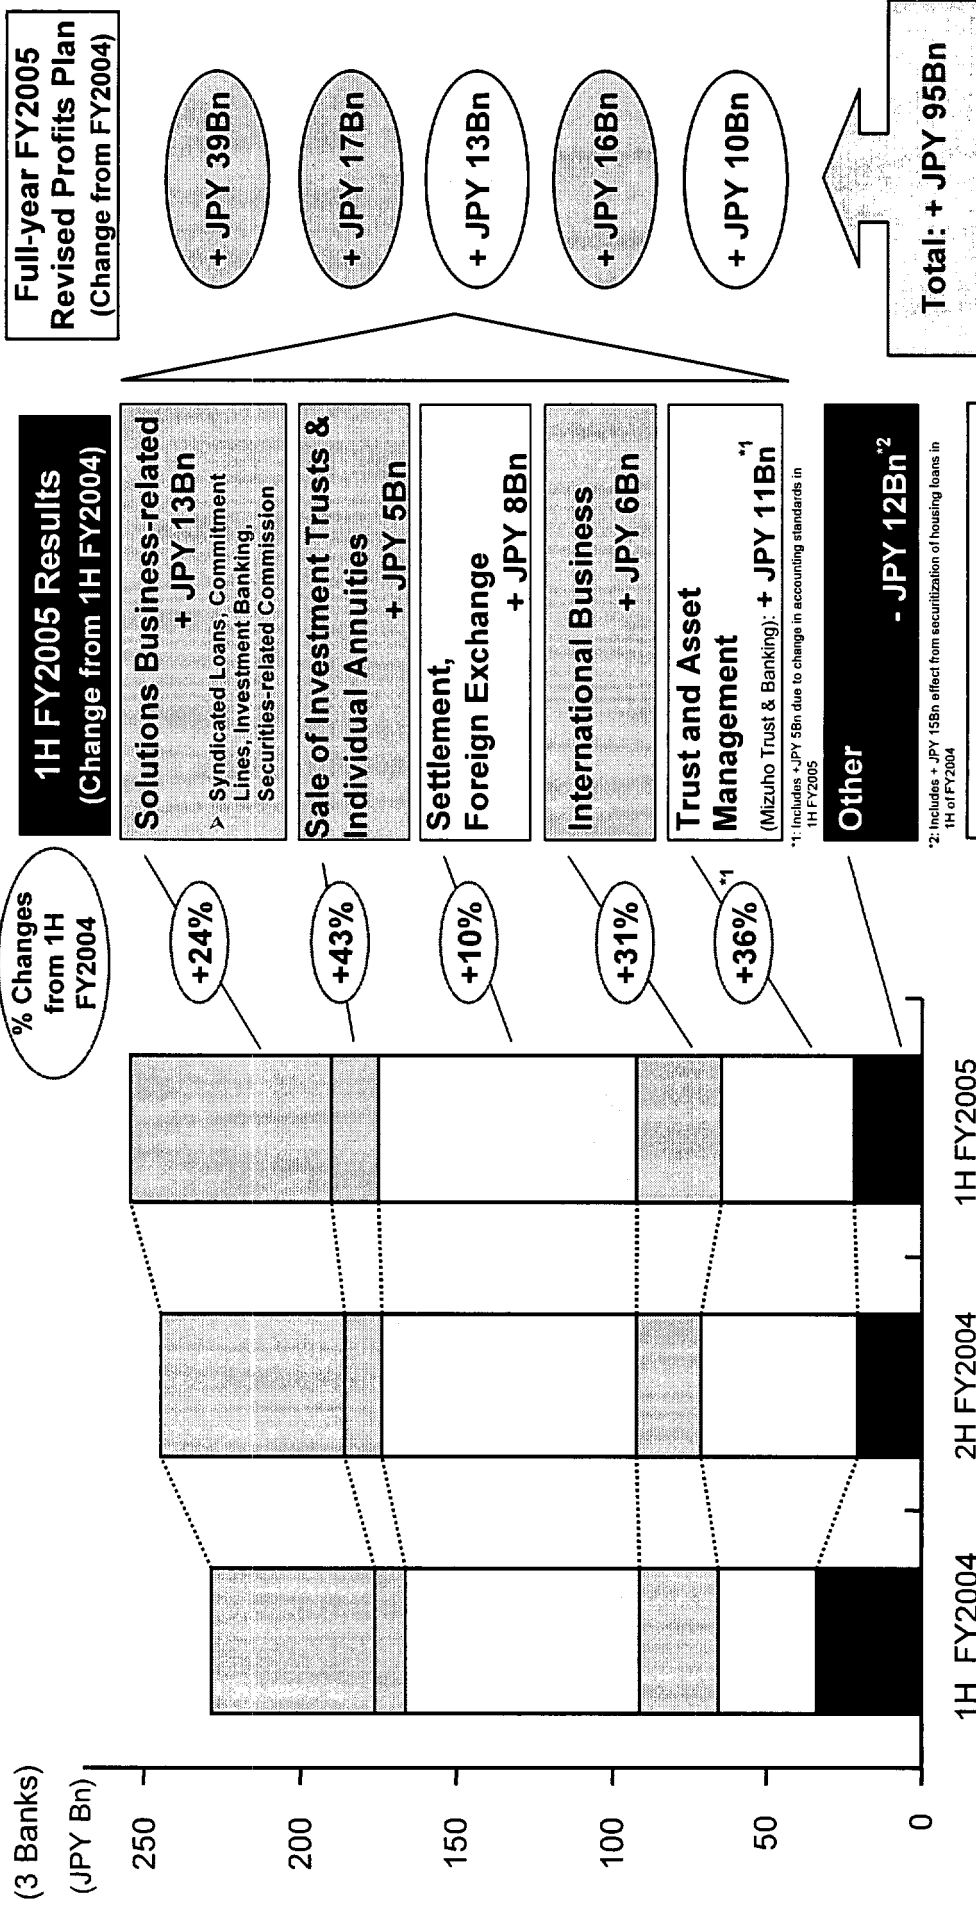 (3 Banks)
(JPY Bn)
250
200
150
100
50
0
1H FY2004
2H FY2004
1H FY2005
% Changes
from 1H
FY2004
+24%
+43%
+10%
+31%
+36%*1
1H FY2005 Results
(Change from 1H FY2004)
Solutions Business-related
+ JPY 13Bn
> Syndicated Loans, Commitment
Lines, Investment Banking,
Securities-related Commission
Sale of Investment Trusts &
Individual Annuities
+ JPY 5Bn
Settlement,
Foreign Exchange
+ JPY 8Bn
International Business
+ JPY 6Bn
Trust and Asset
Management
(Mizuho Trust & Banking): + JPY 11Bn*1
*1: Includes +JPY 5Bn due to change in accounting standards in
1H FY2005
Other
- JPY 12Bn*2
*2: Includes + JPY 15Bn effect from securitization of housing loans in
1H of FY2004
Full-year FY2005
Revised Profits Plan
(Change from FY2004)
+ JPY 39Bn
+ JPY 17Bn
+ JPY 13Bn
+ JPY 16Bn
+ JPY 10Bn
Total: + JPY 95Bn